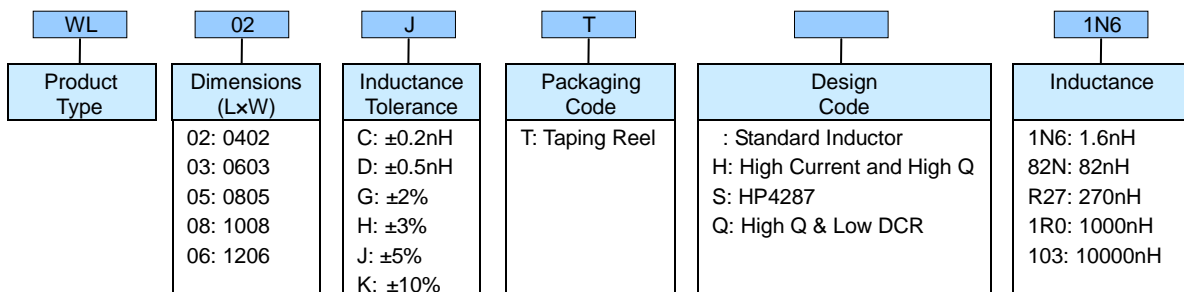 WL 02 J T 1N6
Product Type
Dimensions (L×W)
Inductance Tolerance
Packaging Code
Design Code
Inductance
02: 0402
03: 0603
05: 0805
08: 1008
06: 1206
C: ±0.2nH
D: ±0.5nH
G: ±2%
H: ±3%
J: ±5%
K: ±10%
T: Taping Reel
: Standard Inductor
H: High Current and High Q
S: HP4287
Q: High Q & Low DCR
1N6: 1.6nH
82N: 82nH
R27: 270nH
1R0: 1000nH
103: 10000nH